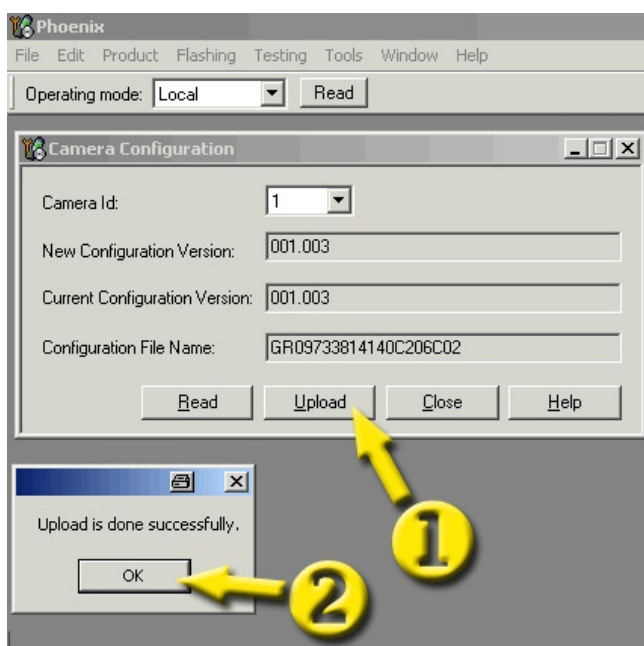 Phoenix
File Edit Product Flashing Testing Tools Window Help
Operating mode: Local Read
Camera Configuration
Camera Id: 1
New Configuration Version: 001.003
Current Configuration Version: 001.003
Configuration File Name: GR09733814140C206C02
Read Upload Close Help
1
Upload is done successfully.
OK
2